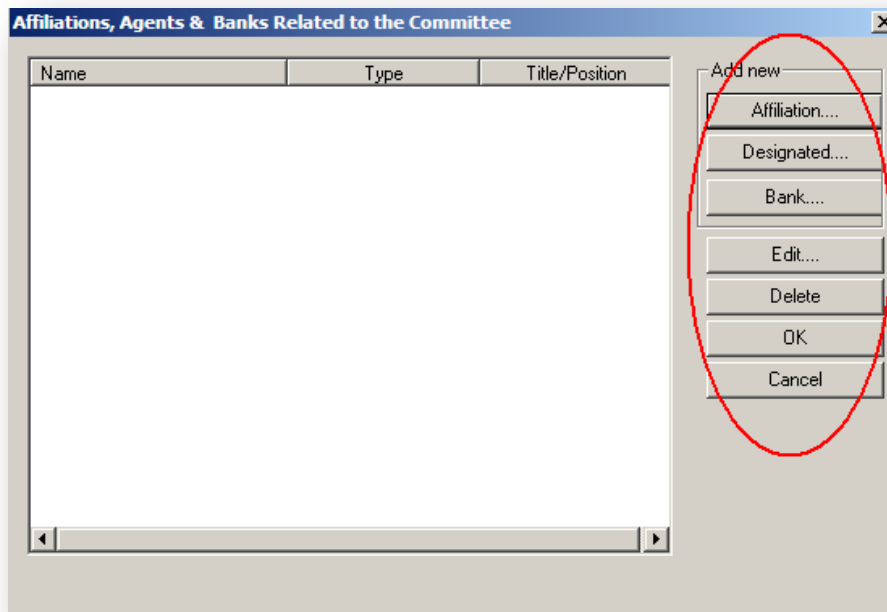 Affiliations, Agents & Banks Related to the Committee
Name Type Title/Position
Add new
Affiliation....
Designated....
Bank....
Edit....
Delete
OK
Cancel